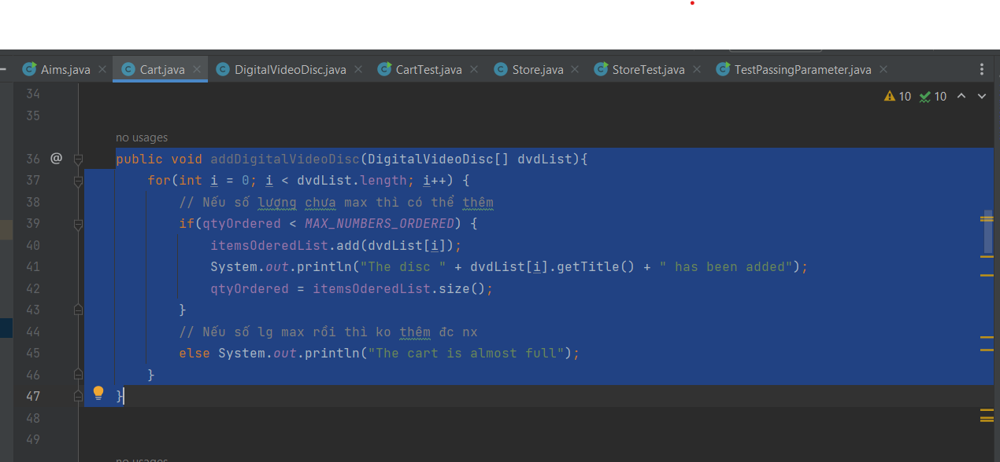 Aims.java Cart.java DigitalVideoDisc.java CartTest.java Store.java StoreTest.java TestPassingParameter.java
34
10 10
35
no usages
36 @ public void addDigitalVideoDisc(DigitalVideoDisc[] dvdList){
37 for(int i = 0; i < dvdList.length; i++) {
38 // Nếu số lượng chưa max thì có thể thêm
39 if(qtyOrdered < MAX_NUMBERS_ORDERED) {
40 itemsOderedList.add(dvdList[i]);
41 System.out.println("The disc " + dvdList[i].getTitle() + " has been added");
42 qtyOrdered = itemsOderedList.size();
43 }
44 // Nếu số lg max rồi thì ko thêm đc nx
45 else System.out.println("The cart is almost full");
46 }
47 }
48
49
no usages